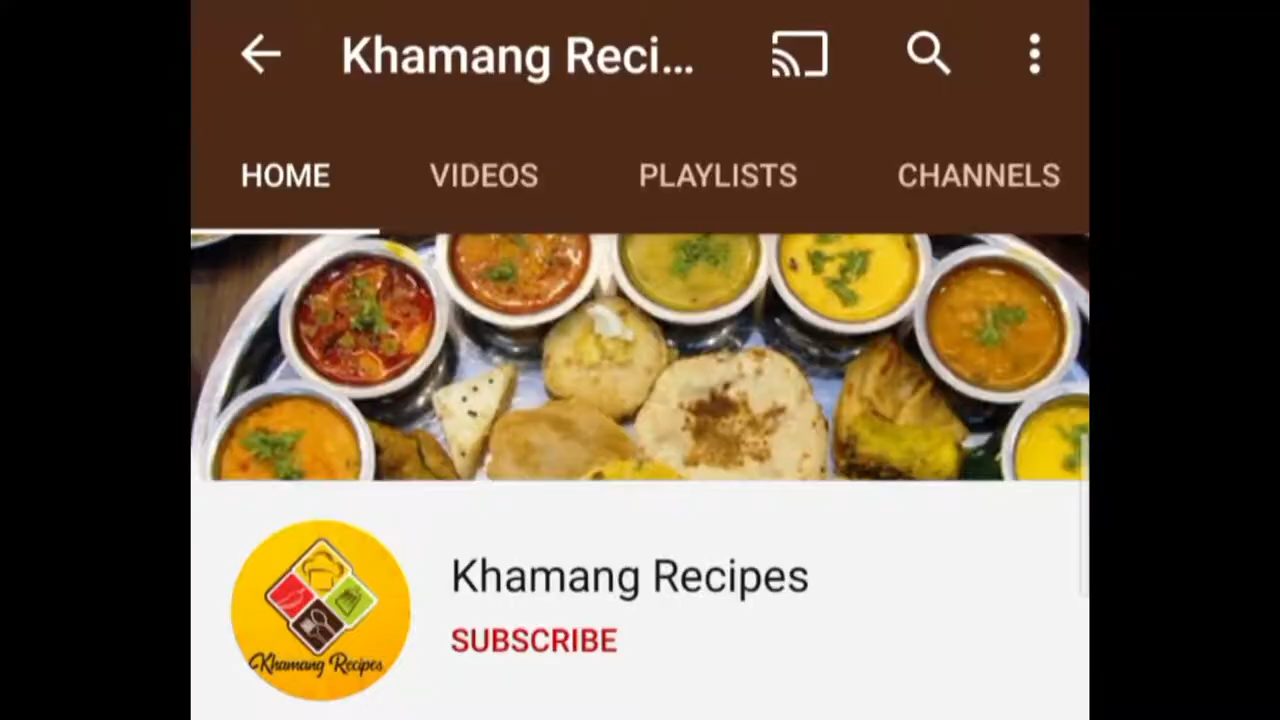 Khamang Reci...
HOME VIDEOS PLAYLISTS CHANNELS
Khamang Recipes
SUBSCRIBE
Khamang Recipes